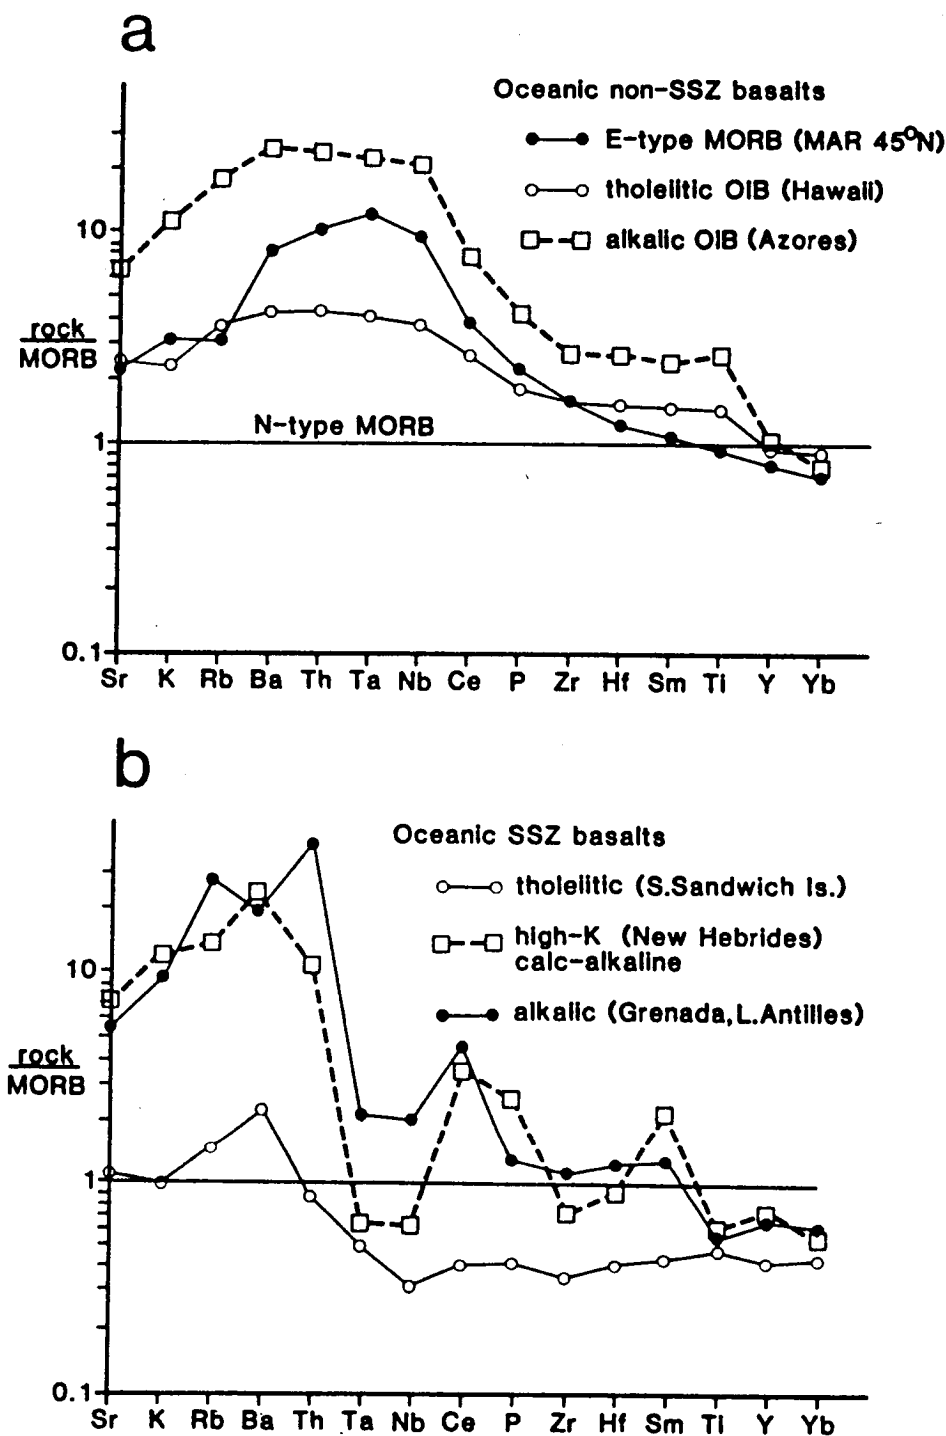 a
Oceanic non-SSZ basalts
E-type MORB (MAR 45°N)
tholeiitic OIB (Hawaii)
alkalic OIB (Azores)
10
rock
MORB
N-type MORB
1
0.1
Sr K Rb Ba Th Ta Nb Ce P Zr Hf Sm Ti Y Yb
b
Oceanic SSZ basalts
tholeiitic (S.Sandwich Is.)
high-K (New Hebrides)
calc-alkaline
10
alkalic (Grenada, L.Antilles)
rock
MORB
1
0.1
Sr K Rb Ba Th Ta Nb Ce P Zr Hf Sm Ti Y Yb